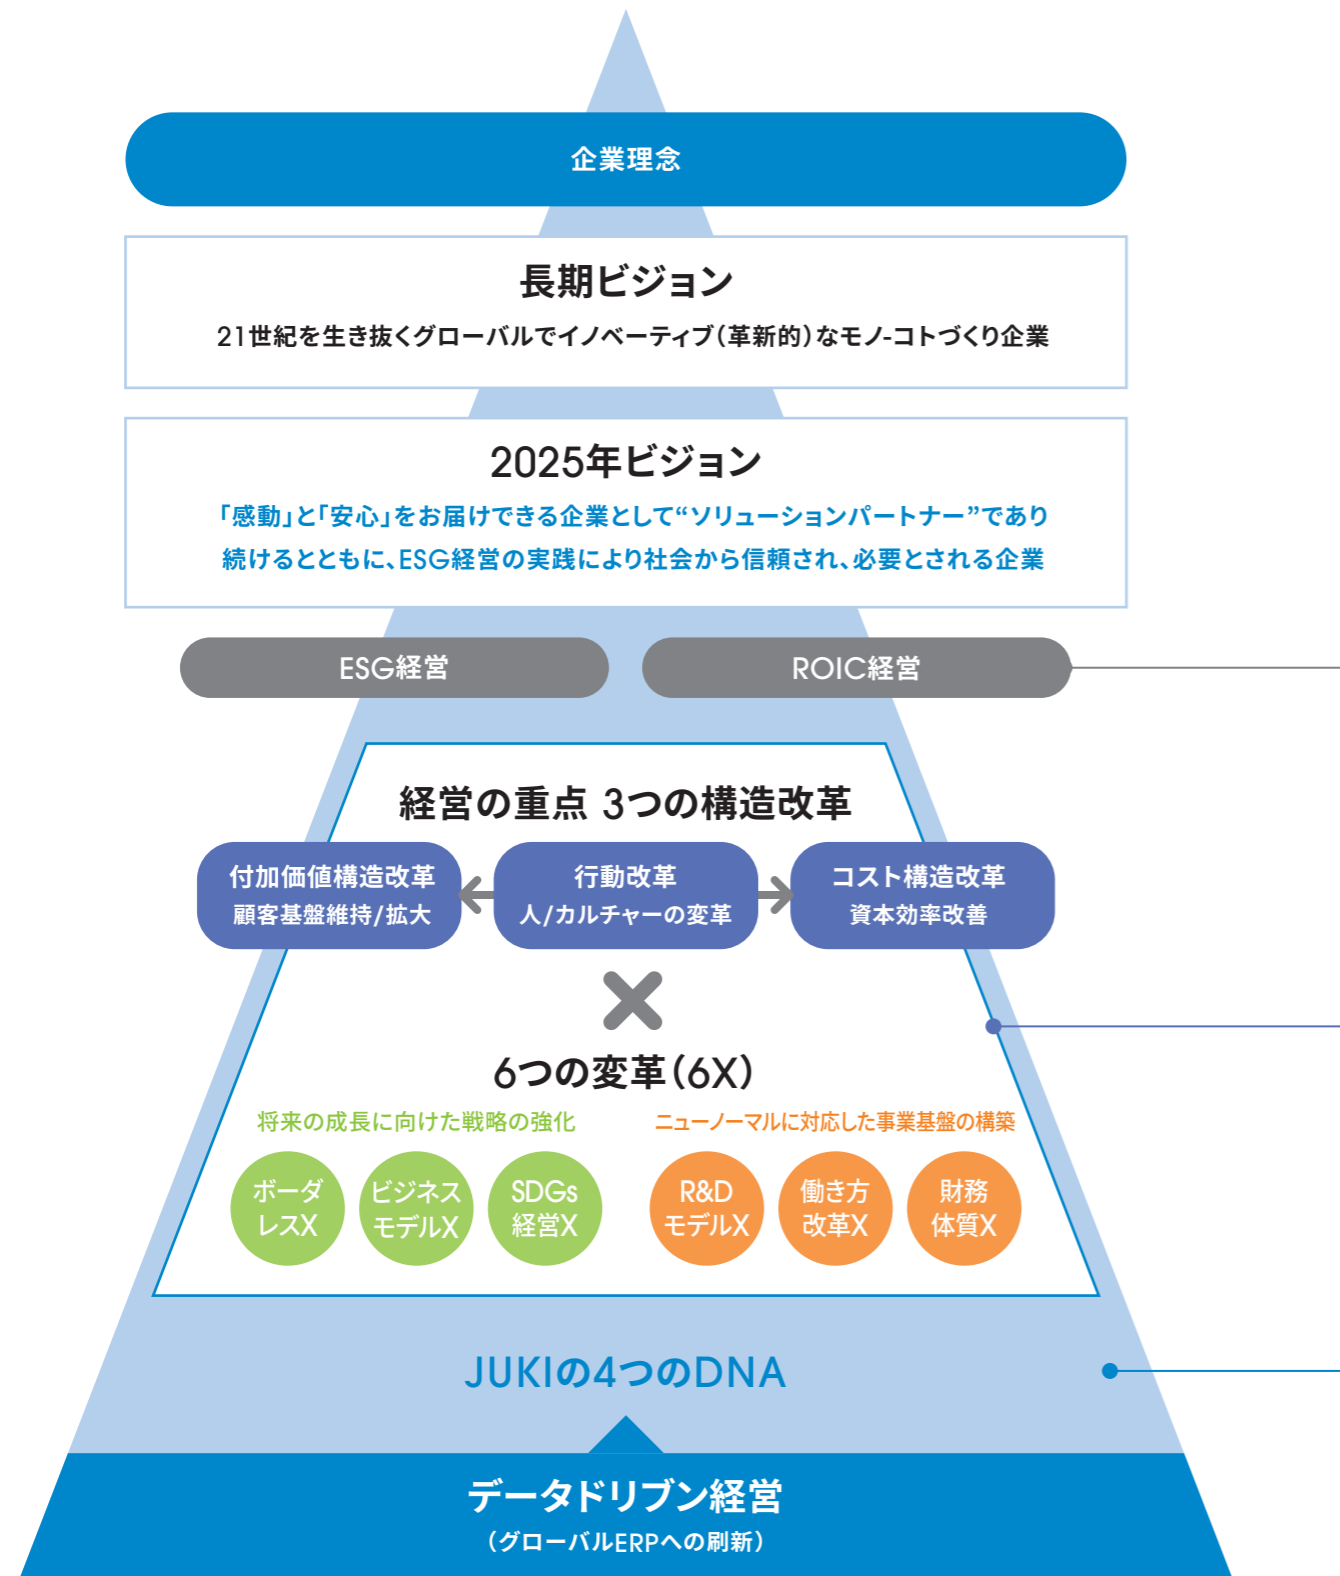 企業理念
長期ビジョン
21世紀を生き抜くグローバルでイノベーティブ(革新的)なモノ-コトづくり企業
2025年ビジョン
「感動」と「安心」をお届けできる企業として“ソリューションパートナー”であり
続けるとともに、ESG経営の実践により社会から信頼され、必要とされる企業
ESG経営
ROIC経営
経営の重点 3つの構造改革
付加価値構造改革
顧客基盤維持/拡大
行動改革
人/カルチャーの変革
コスト構造改革
資本効率改善
6つの変革(6X)
将来の成長に向けた戦略の強化
ボーダ
レスX
ビジネス
モデルX
SDGs
経営X
ニューノーマルに対応した事業基盤の構築
R&D
モデルX
働き方
改革X
財務
体質X
JUKIの4つのDNA
データドリブン経営
(グローバルERPへの刷新)